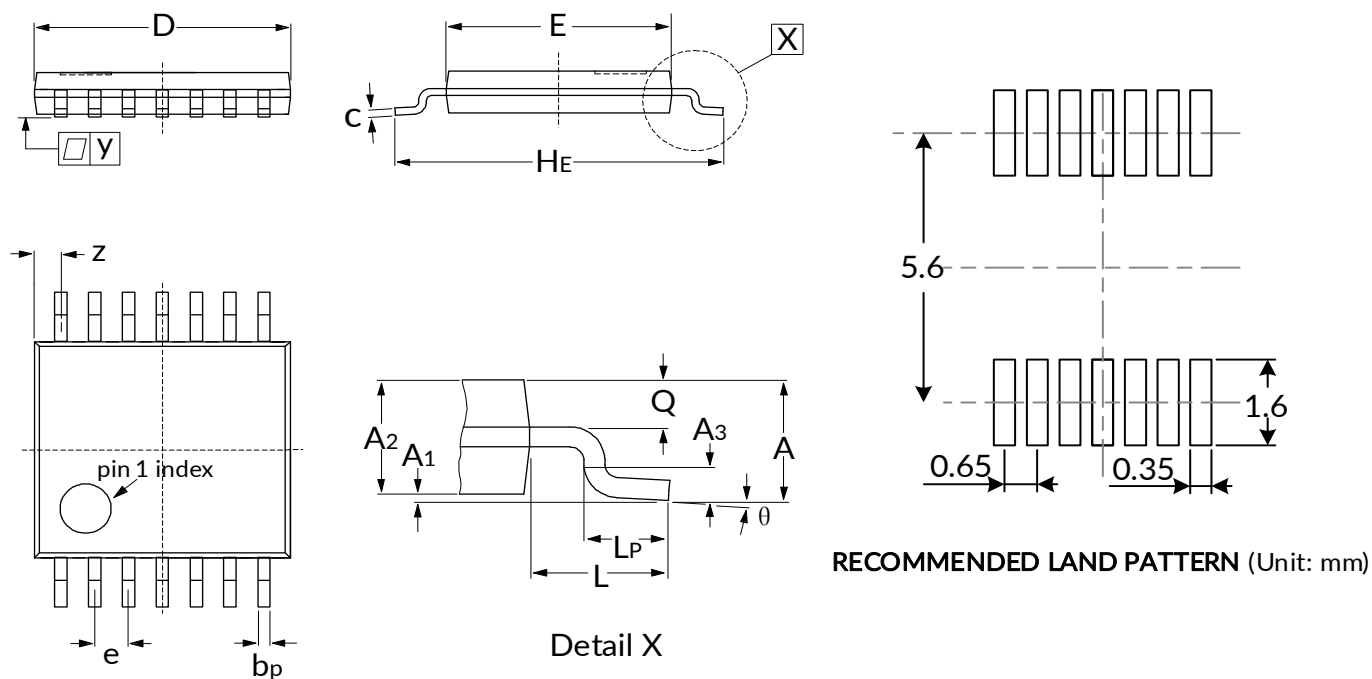 D
E
X
c
y
HE
z
5.6
pin 1 index
A2
A1
Q
A3
A
θ
LP
L
1.6
0.65
0.35
RECOMMENDED LAND PATTERN (Unit: mm)
e
bp
Detail X